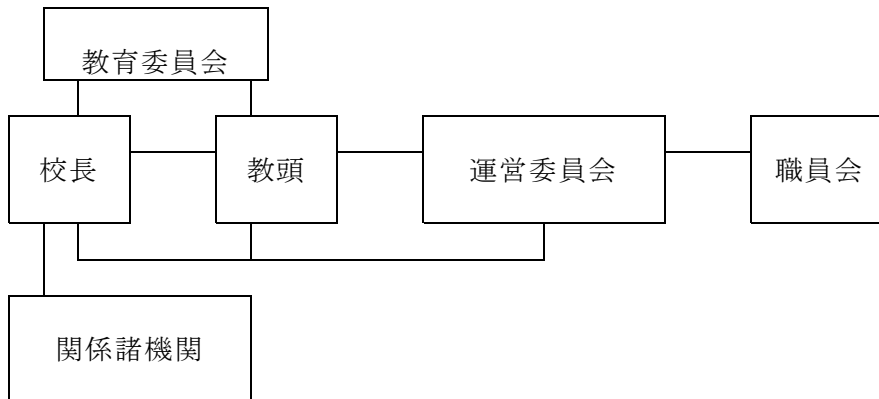 教育委員会
校長
教頭
運営委員会
職員会
関係諸機関